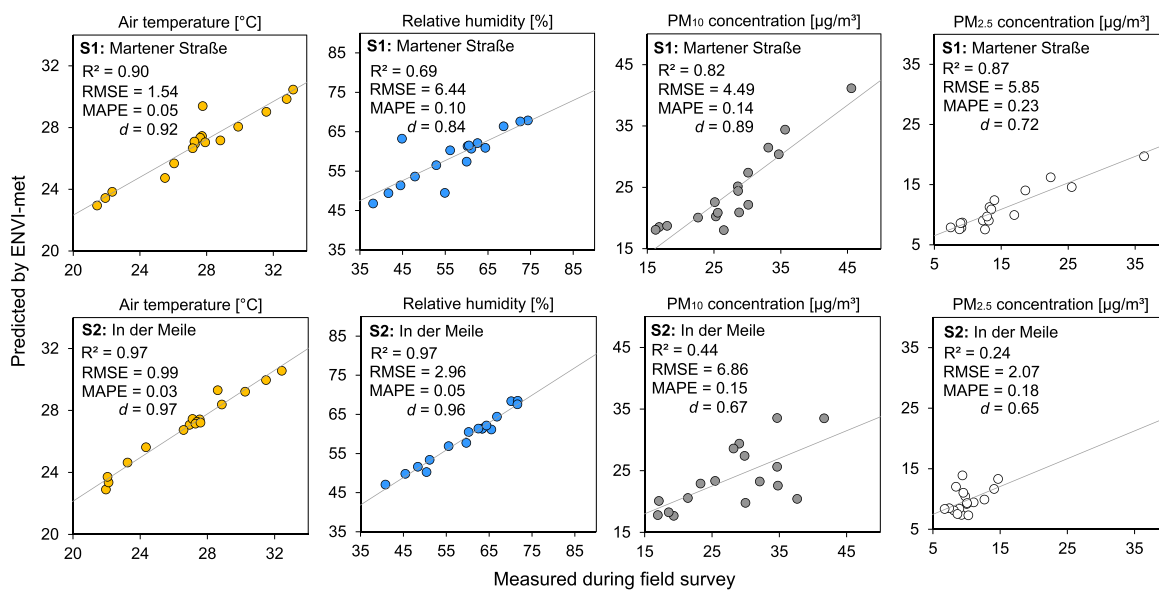 Air temperature [°C]
S1: Martener Straße
R² = 0.90
RMSE = 1.54
MAPE = 0.05
d = 0.92
32
28
24
20
20 24 28 32
Relative humidity [%]
S1: Martener Straße
R² = 0.69
RMSE = 6.44
MAPE = 0.10
d = 0.84
85
75
65
55
45
35
35 45 55 65 75 85
PM₁₀ concentration [µg/m³]
S1: Martener Straße
R² = 0.82
RMSE = 4.49
MAPE = 0.14
d = 0.89
45
35
25
15
15 25 35 45
PM₂.₅ concentration [µg/m³]
S1: Martener Straße
R² = 0.87
RMSE = 5.85
MAPE = 0.23
d = 0.72
35
25
15
5
5 15 25 35
Predicted by ENVI-met
Air temperature [°C]
S2: In der Meile
R² = 0.97
RMSE = 0.99
MAPE = 0.03
d = 0.97
32
28
24
20
20 24 28 32
Relative humidity [%]
S2: In der Meile
R² = 0.97
RMSE = 2.96
MAPE = 0.05
d = 0.96
85
75
65
55
45
35
35 45 55 65 75 85
PM₁₀ concentration [µg/m³]
S2: In der Meile
R² = 0.44
RMSE = 6.86
MAPE = 0.15
d = 0.67
45
35
25
15
15 25 35 45
PM₂.₅ concentration [µg/m³]
S2: In der Meile
R² = 0.24
RMSE = 2.07
MAPE = 0.18
d = 0.65
35
25
15
5
5 15 25 35
Measured during field survey